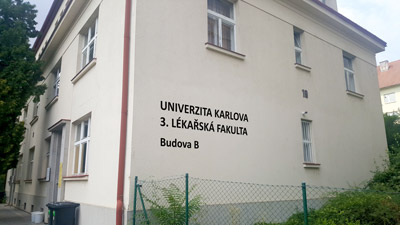 UNIVERZITA KARLOVA
3. LÉKAŘSKÁ FAKULTA
Budova B